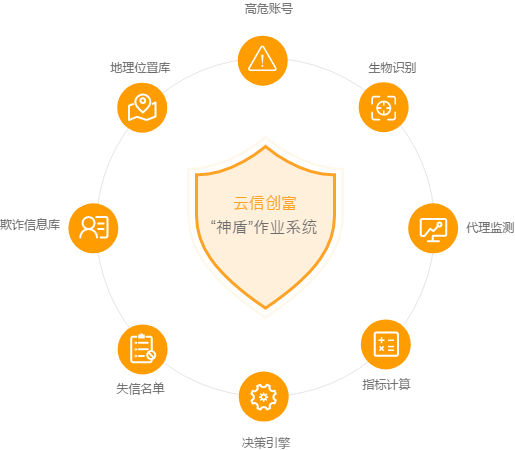 高危账号
地理位置库
生物识别
云信创富
“神盾”作业系统
欺诈信息库
代理监测
失信名单
指标计算
决策引擎